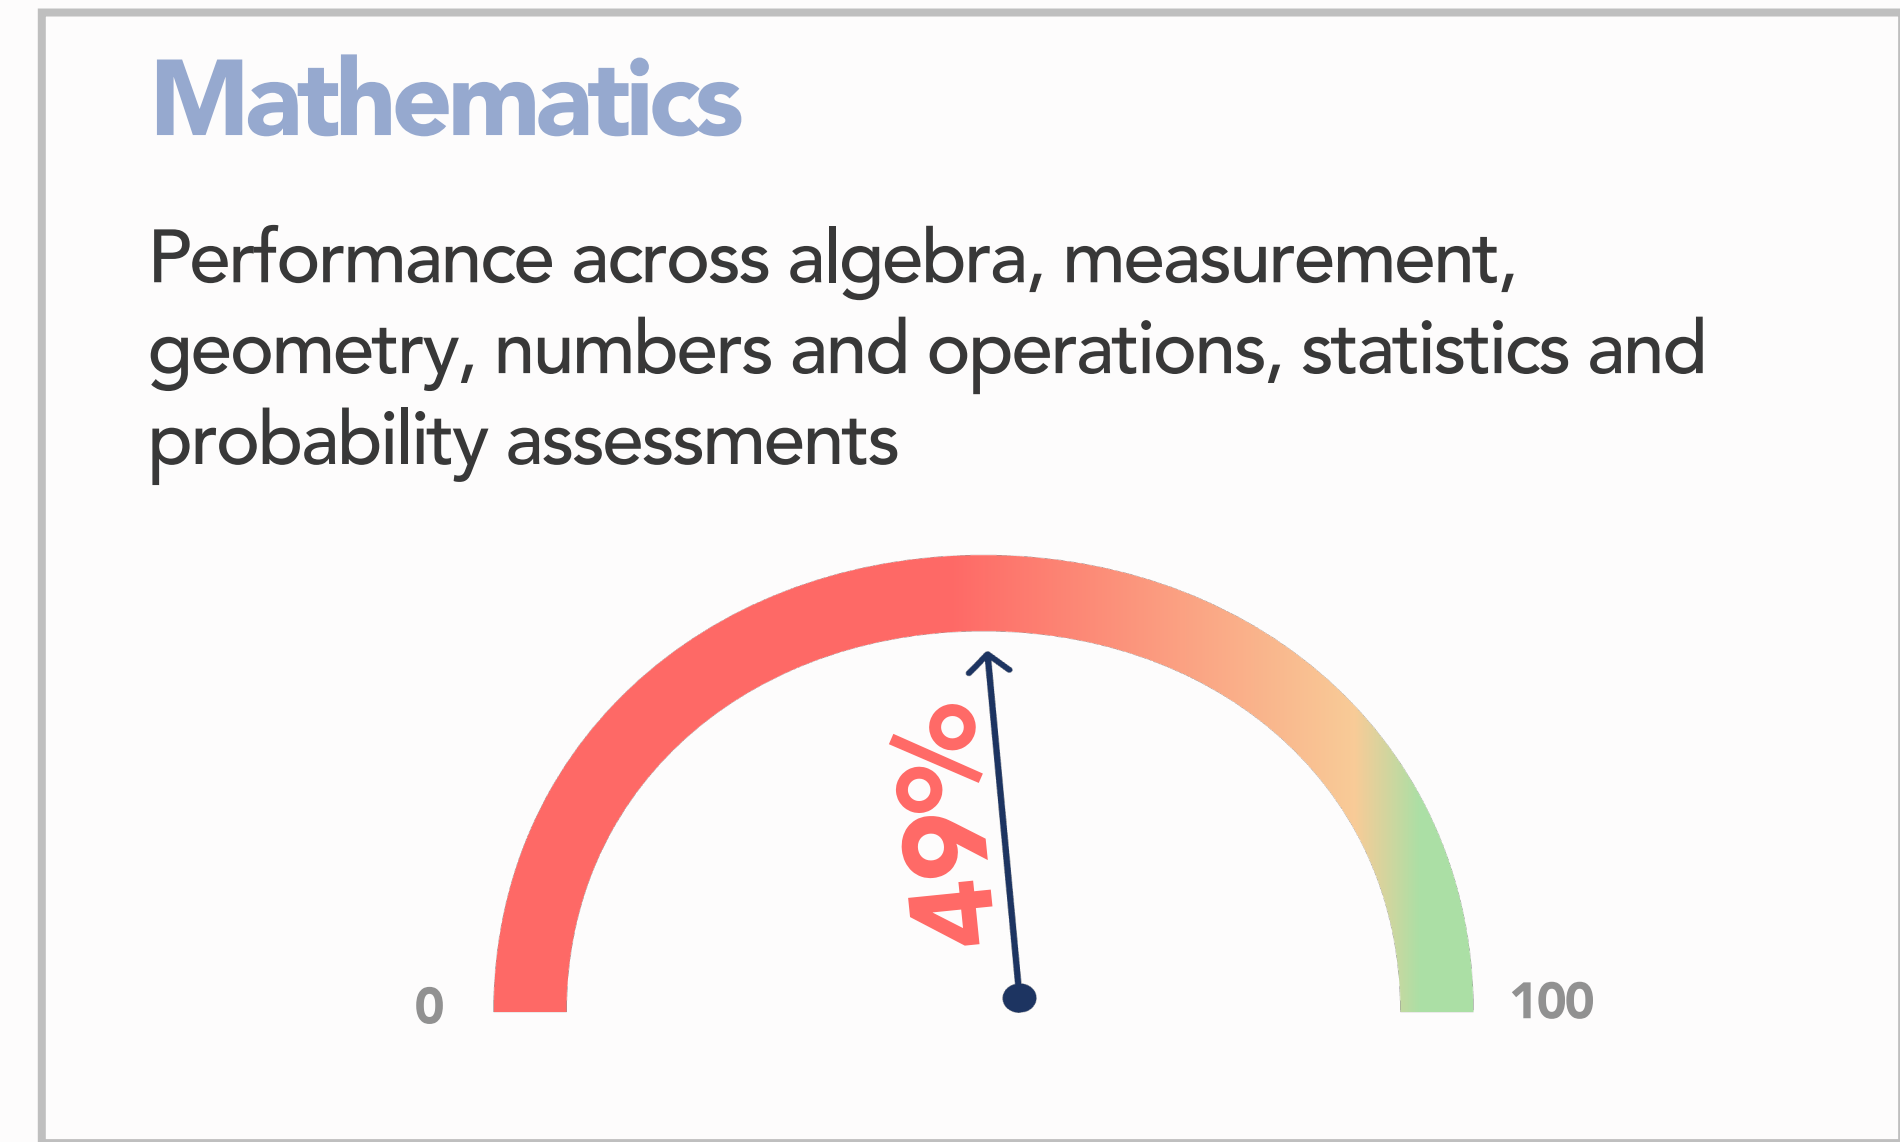 Mathematics
Performance across algebra, measurement,
geometry, numbers and operations, statistics and
probability assessments
49%
0
100